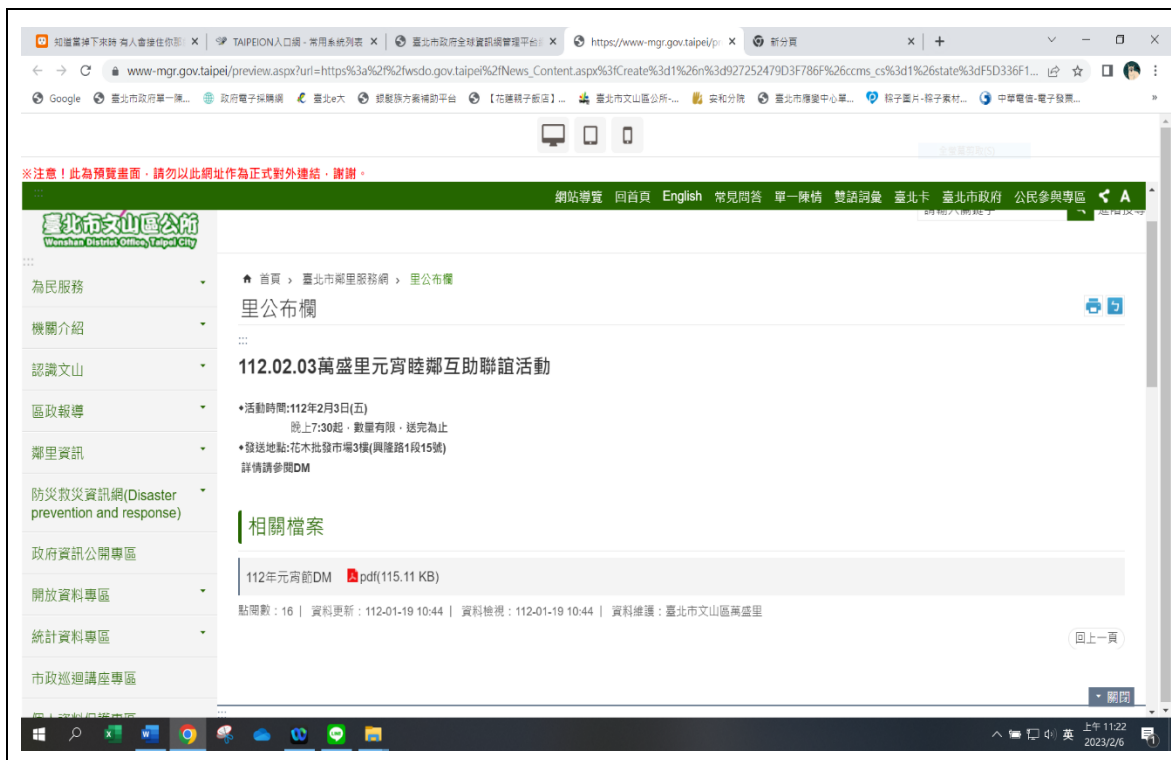 知道當掉下來時 有人會接住你那
TAIPEION入口網 - 常用系統列表
臺北市政府全球資訊網管理平台
https://www-mgr.gov.taipei/pr
新分頁
www-mgr.gov.taipei/preview.aspx?url=https%3a%2f%2fwsdo.gov.taipei%2fNews_Content.aspx%3fCreate%3d1%26n%3d927252479D3F786F%26ccms_cs%3d1%26state%3dF5D336F1...
Google
臺北市政府單一陳...
政府電子採購網
臺北e大
銀髮族方案補助平台
【花蓮親子飯店】...
臺北市文山區公所-...
安和分院
臺北市應變中心單...
粽子圖片-粽子素材...
中華電信-電子發票...
※注意！此為預覽畫面，請勿以此網址作為正式對外連結，謝謝。
網站導覽 回首頁 English 常見問答 單一陳情 雙語詞彙 臺北卡 臺北市政府 公民參與專區 A
臺北市文山區公所
Wenshan District Office,Taipei City
為民服務
機關介紹
認識文山
區政報導
鄰里資訊
防災救災資訊網(Disaster
prevention and response)
政府資訊公開專區
開放資料專區
統計資料專區
市政巡迴講座專區
首頁 › 臺北市鄰里服務網 › 里公布欄
里公布欄
112.02.03萬盛里元宵睦鄰互助聯誼活動
◆活動時間:112年2月3日(五)
晚上7:30起，數量有限，送完為止
◆發送地點:花木批發市場3樓(興隆路1段15號)
詳情請參閱DM
相關檔案
112年元宵節DM pdf(115.11 KB)
點閱數：16 | 資料更新：112-01-19 10:44 | 資料檢視：112-01-19 10:44 | 資料維護：臺北市文山區萬盛里
回上一頁
關閉
英
上午 11:22
2023/2/6